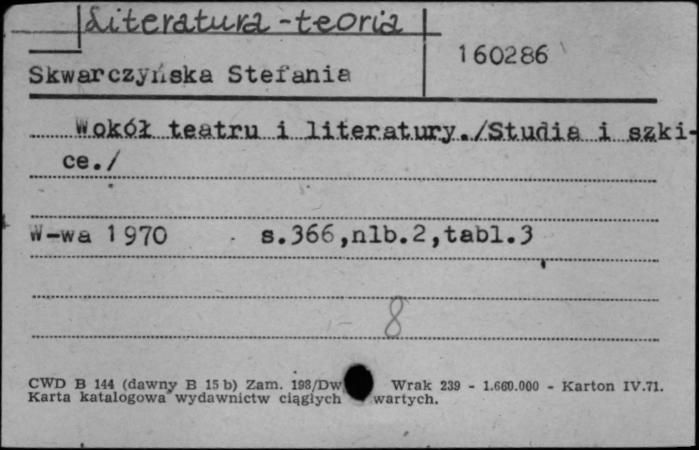 Literatura-teoria
160286
Skwarczyńska Stefania
Wokół teatru i literatury./Studia i szki-
ce./
W-wa 1970 s.366,nlb.2,tabl.3
8
CWD B 144 (dawny B 15 b) Zam. 198/Dw Wrak 239 - 1.660.000 - Karton IV.71.
Karta katalogowa wydawnictw ciągłych wartych.